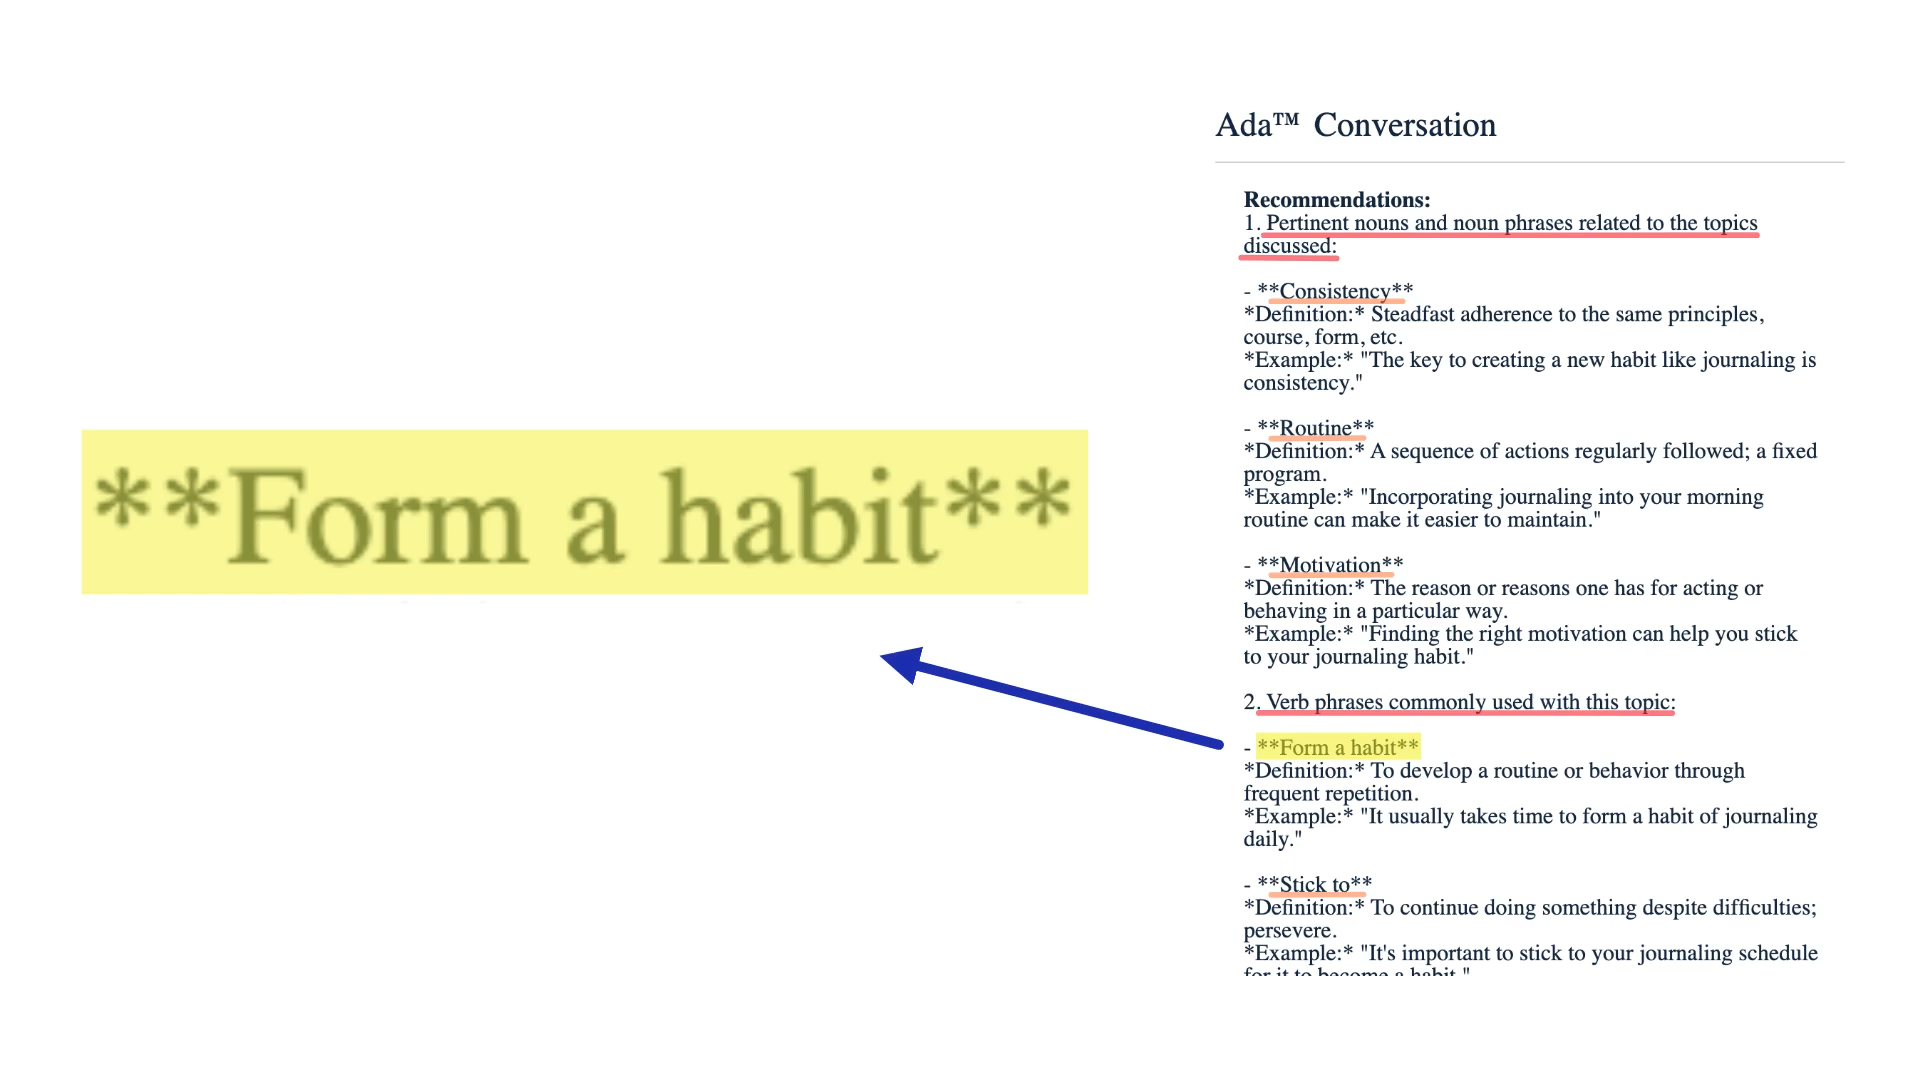 **Form a habit**
Ada™ Conversation
Recommendations:
1. Pertinent nouns and noun phrases related to the topics
discussed:
- **Consistency**
*Definition:* Steadfast adherence to the same principles,
course, form, etc.
*Example:* "The key to creating a new habit like journaling is
consistency."
- **Routine**
*Definition:* A sequence of actions regularly followed; a fixed
program.
*Example:* "Incorporating journaling into your morning
routine can make it easier to maintain."
- **Motivation**
*Definition:* The reason or reasons one has for acting or
behaving in a particular way.
*Example:* "Finding the right motivation can help you stick
to your journaling habit."
2. Verb phrases commonly used with this topic:
- **Form a habit**
*Definition:* To develop a routine or behavior through
frequent repetition.
*Example:* "It usually takes time to form a habit of journaling
daily."
- **Stick to**
*Definition:* To continue doing something despite difficulties;
persevere.
*Example:* "It's important to stick to your journaling schedule
for it to become a habit."